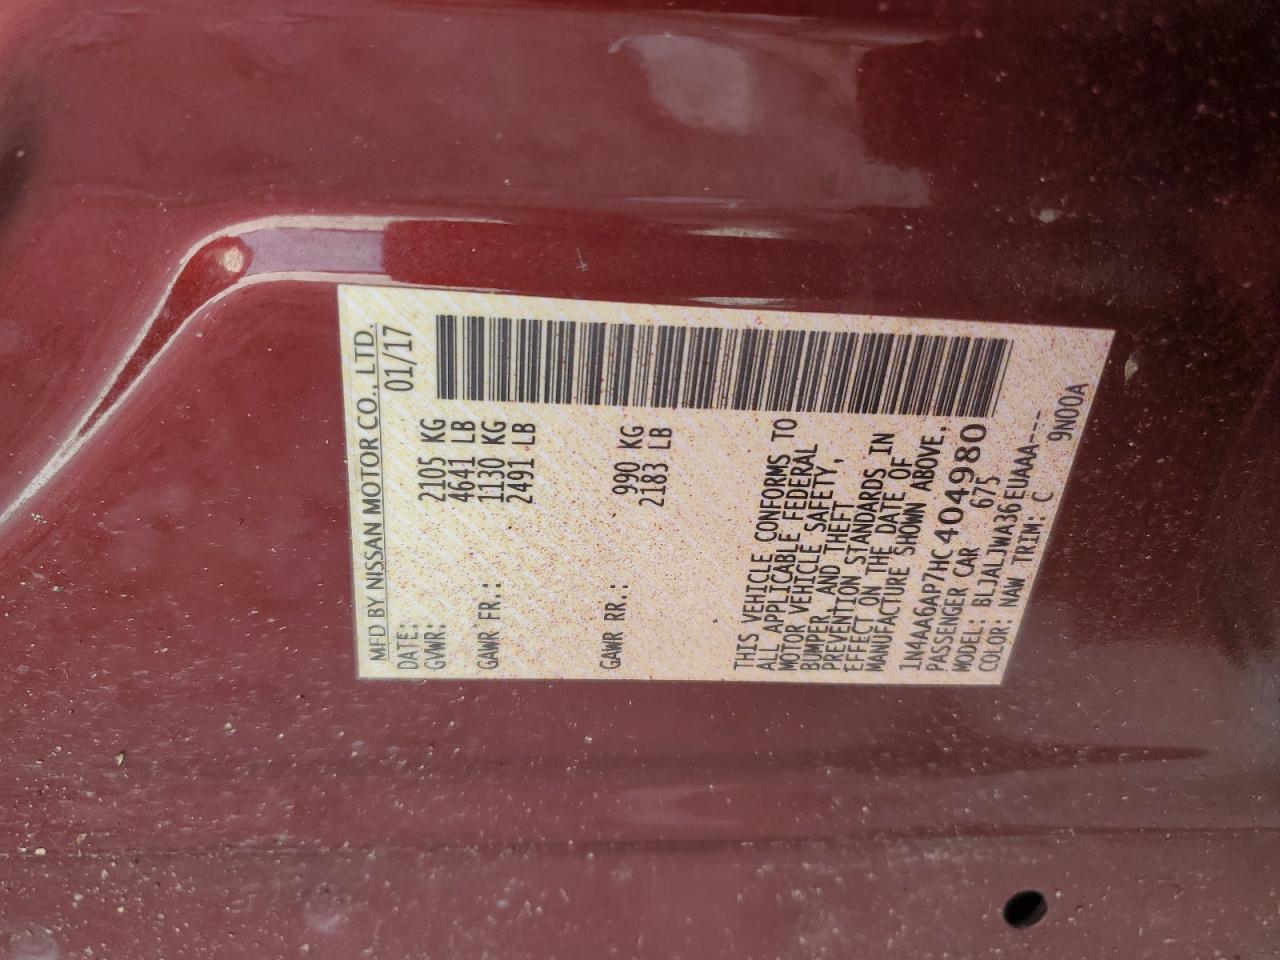 MFD BY NISSAN MOTOR CO., LTD.
DATE: 01/17
GVWR: 2105 KG
4641 LB
GAWR FR.: 1130 KG
2491 LB
GAWR RR.: 990 KG
2183 LB
THIS VEHICLE CONFORMS TO
ALL APPLICABLE FEDERAL
MOTOR VEHICLE SAFETY,
BUMPER, AND THEFT
PREVENTION STANDARDS IN
EFFECT ON THE DATE OF
MANUFACTURE SHOWN ABOVE.
1N4AA6AP7HC404980
PASSENGER CAR 675
MODEL: BLJALJWA36EUAAA---
COLOR: NAW TRIM: C 9N00A